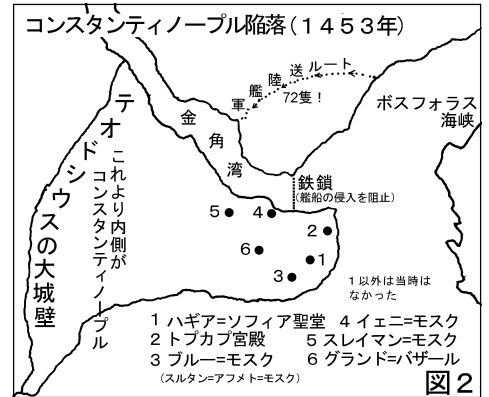 コンスタンティノープル陥落(1453年)
軍艦陸送ルート
72隻!
ボスフォラス
海峡
金角湾
テオドシウスの大城壁
これより内側が
コンスタンティノープル
鉄鎖
(艦船の侵入を阻止)
5
4
2
6
1
3
1以外は当時は
なかった
1 ハギア=ソフィア聖堂
2 トプカプ宮殿
3 ブルー=モスク
(スルタン=アフメト=モスク)
4 イェニ=モスク
5 スレイマン=モスク
6 グランド=バザール
図2